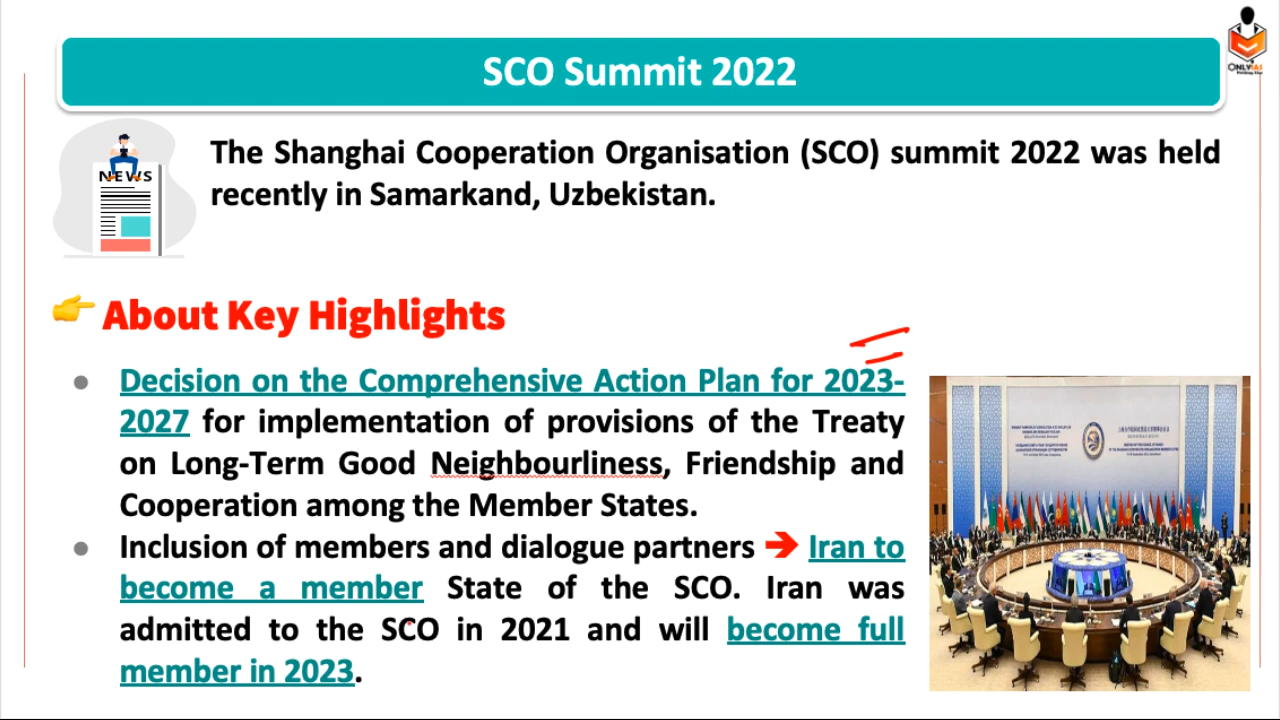 SCO Summit 2022
ONLYIAS
NEWS
The Shanghai Cooperation Organisation (SCO) summit 2022 was held
recently in Samarkand, Uzbekistan.
About Key Highlights
Decision on the Comprehensive Action Plan for 2023-
2027 for implementation of provisions of the Treaty
on Long-Term Good Neighbourliness, Friendship and
Cooperation among the Member States.
Inclusion of members and dialogue partners ➔ Iran to
become a member State of the SCO. Iran was
admitted to the SCO in 2021 and will become full
member in 2023.